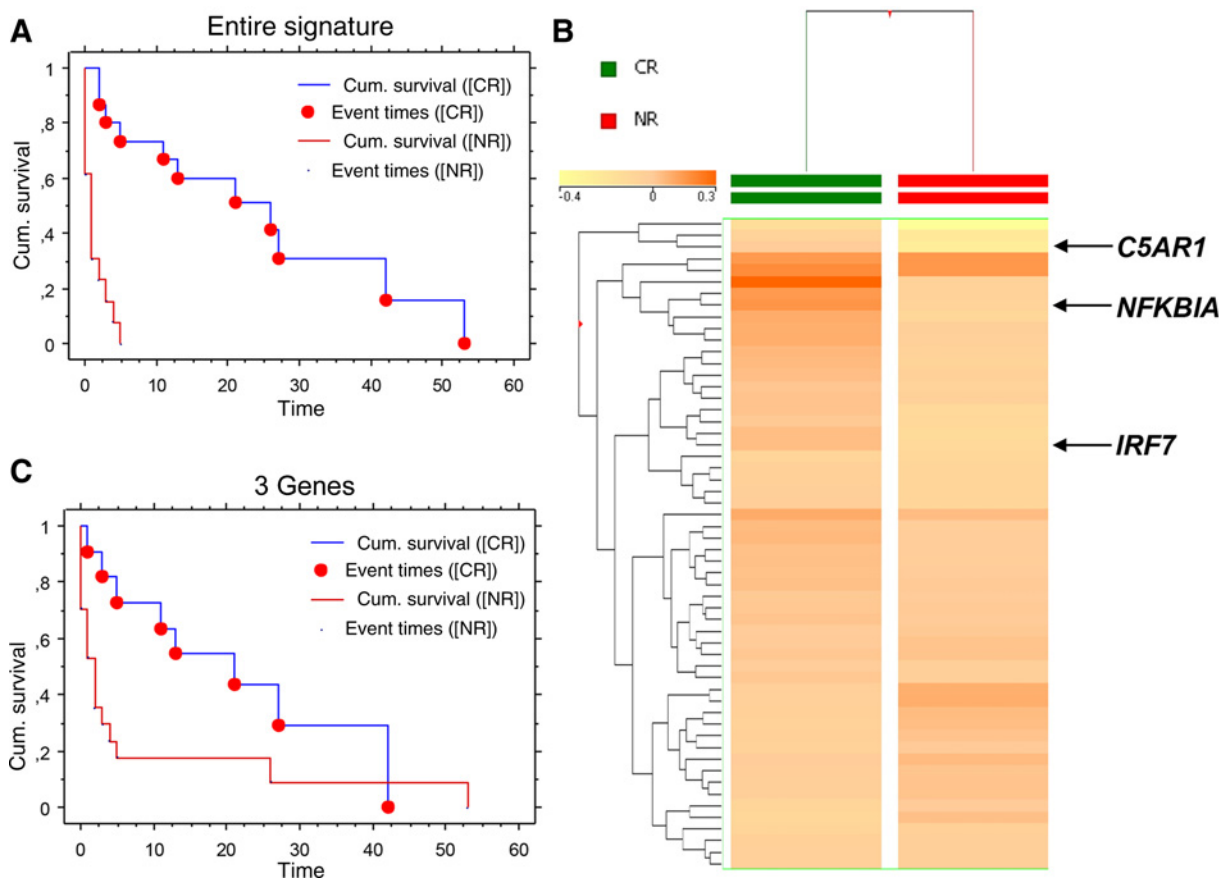 A
Entire signature
1
,8
,6
,4
,2
0
Cum. survival
Cum. survival ([CR])
Event times ([CR])
Cum. survival ([NR])
Event times ([NR])
0 10 20 30 40 50 60
Time
B
CR
NR
-0.4 0 0.3
C5AR1
NFKBIA
IRF7
C
3 Genes
1
,8
,6
,4
,2
0
Cum. survival
Cum. survival ([CR])
Event times ([CR])
Cum. survival ([NR])
Event times ([NR])
0 10 20 30 40 50 60
Time